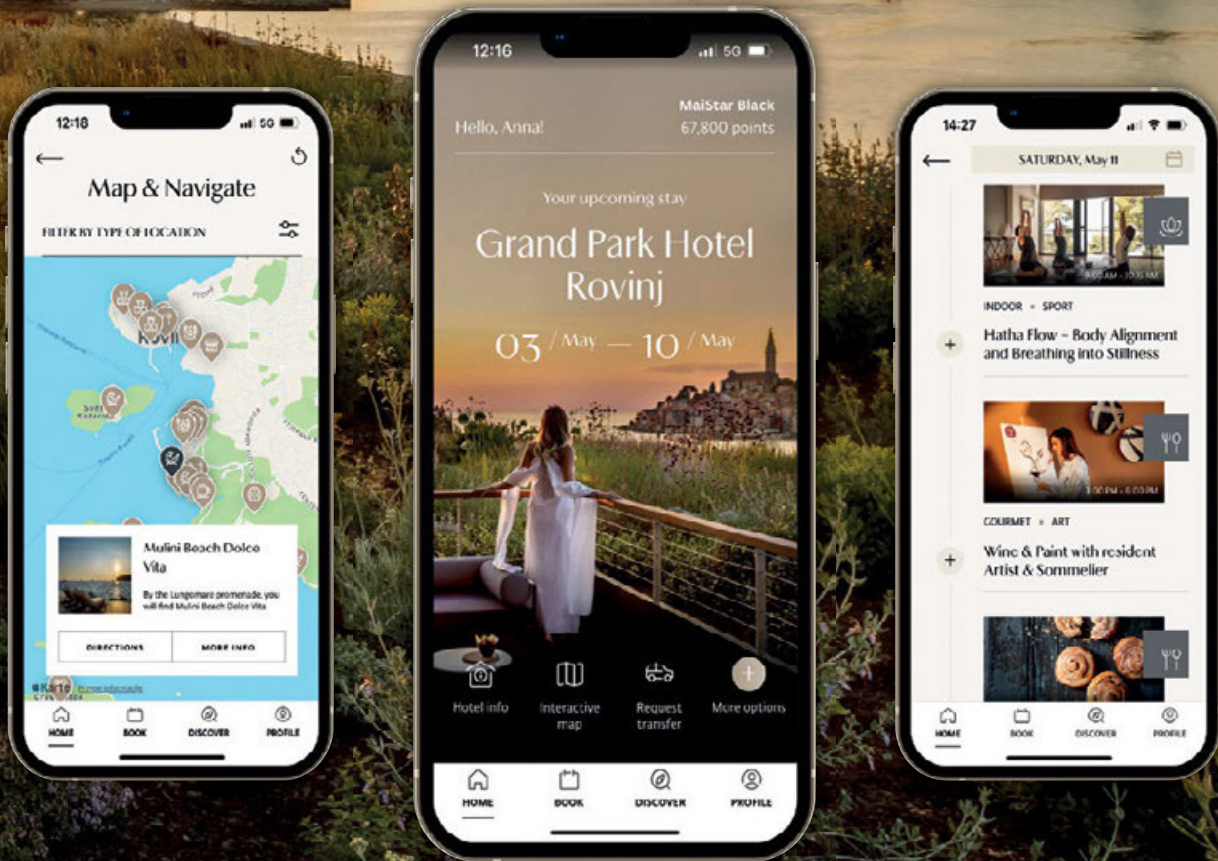 12:18
5G
Map & Navigate
FILTER BY TYPE OF LOCATION
Mulini Beach Dolce
Vita
By the Lungomare promenade, you
will find Mulini Beach Dolce Vita
DIRECTIONS
MORE INFO
HOME
BOOK
DISCOVER
PROFILE
12:16
5G
MaiStar Black
Hello, Anna!
67,800 points
Your upcoming stay
Grand Park Hotel
Rovinj
03 / May — 10 / May
Hotel info
Interactive
map
Request
transfer
More options
HOME
BOOK
DISCOVER
PROFILE
14:27
SATURDAY, May 11
INDOOR • SPORT
Hatha Flow – Body Alignment
and Breathing into Stillness
GOURMET • ART
Wine & Paint with resident
Artist & Sommelier
HOME
BOOK
DISCOVER
PROFILE